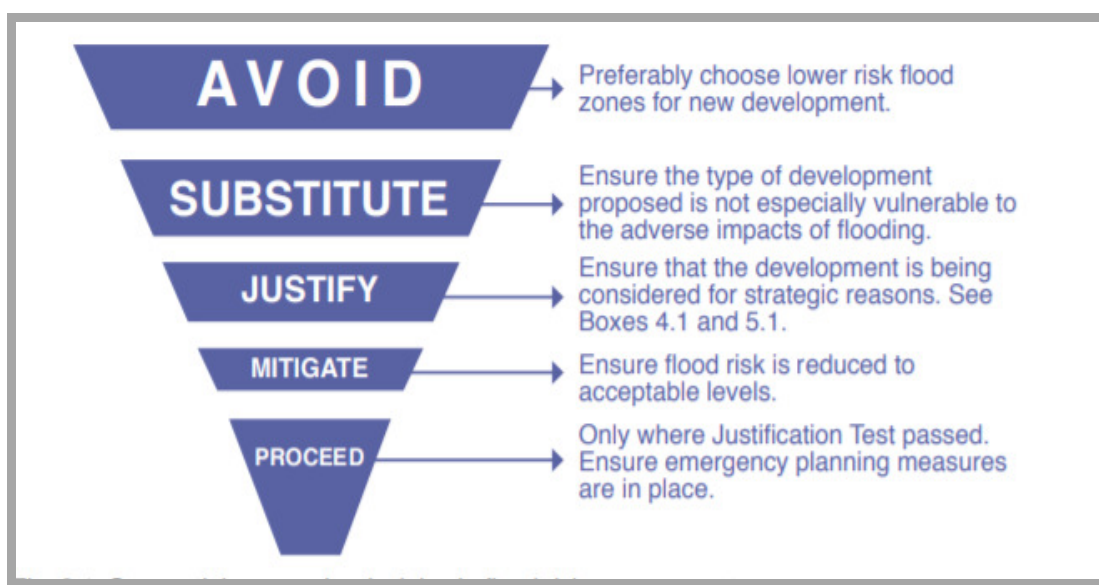 AVOID
Preferably choose lower risk flood
zones for new development.
SUBSTITUTE
Ensure the type of development
proposed is not especially vulnerable to
the adverse impacts of flooding.
JUSTIFY
Ensure that the development is being
considered for strategic reasons. See
Boxes 4.1 and 5.1.
MITIGATE
Ensure flood risk is reduced to
acceptable levels.
PROCEED
Only where Justification Test passed.
Ensure emergency planning measures
are in place.